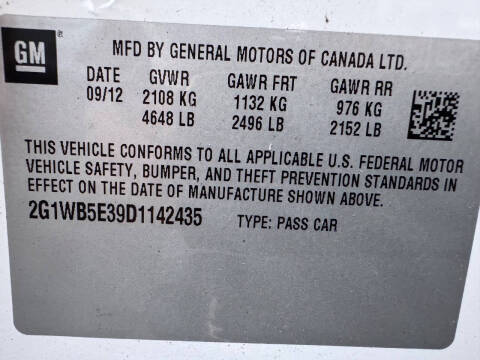 GM ®
MFD BY GENERAL MOTORS OF CANADA LTD.
DATE GVWR GAWR FRT GAWR RR
09/12 2108 KG 1132 KG 976 KG
4648 LB 2496 LB 2152 LB
THIS VEHICLE CONFORMS TO ALL APPLICABLE U.S. FEDERAL MOTOR
VEHICLE SAFETY, BUMPER, AND THEFT PREVENTION STANDARDS IN
EFFECT ON THE DATE OF MANUFACTURE SHOWN ABOVE.
2G1WB5E39D1142435 TYPE: PASS CAR